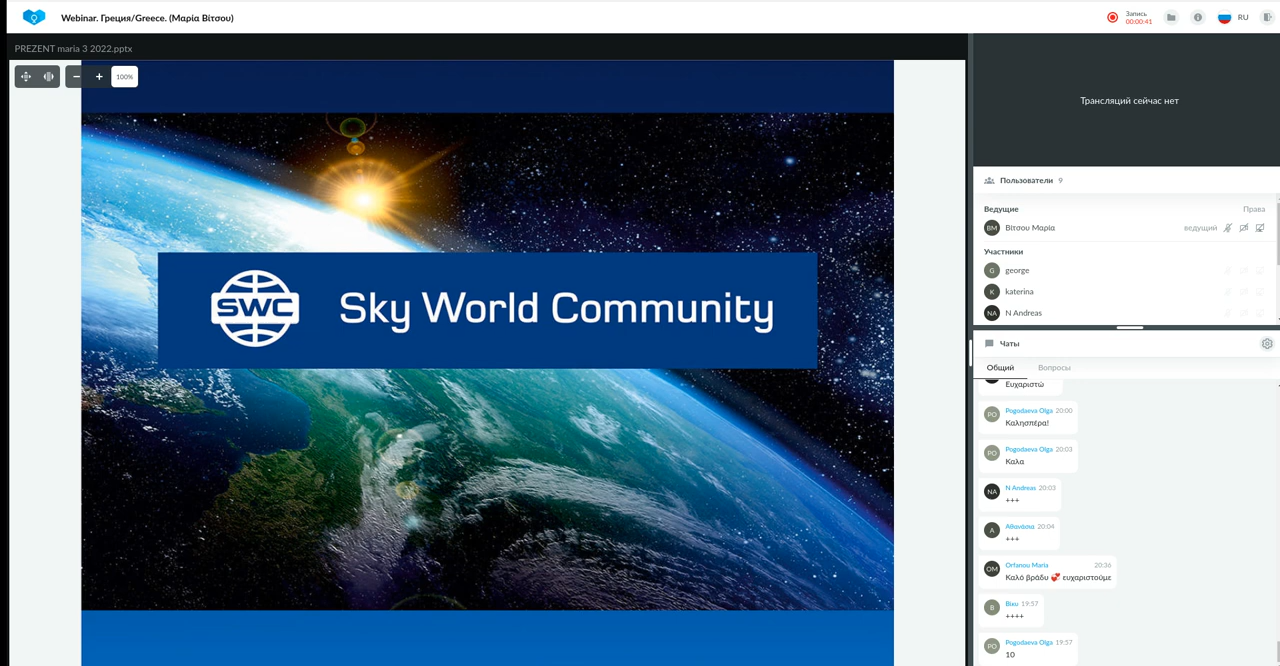 Webinar. Греция/Greece. (Μαρία Βίτσου)
Запись
00:00:41
RU
PREZENT maria 3 2022.pptx
100%
SWC
Sky World Community
Трансляций сейчас нет
Пользователи 9
Ведущие Права
BM Βίτσου Μαρία ведущий
Участники
G george
K katerina
NA N Andreas
Чаты
Общий Вопросы
Ευχαριστώ
PO Pogodaeva Olga 20:00
Καλησπέρα!
PO Pogodaeva Olga 20:03
Καλα
NA N Andreas 20:03
+++
A Αθανάσια 20:04
+++
OM Orfanou Maria 20:36
Καλό βράδυ 💞 ευχαριστούμε
19:57
++++
PO Pogodaeva Olga 19:57
10